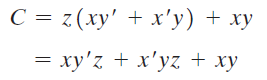 C = z(xy′ + x′y) + xy
= xy′z + x′yz + xy